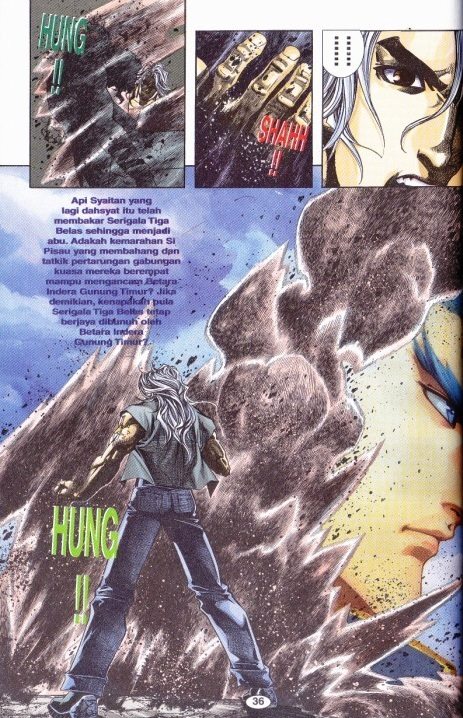 HUNG
!!
SHAHH
!!
!!!!!
Api Syaitan yang
lagi dahsyat itu telah
membakar Serigala Tiga
Belas sehingga menjadi
abu. Adakah kemarahan Si
Pisau yang membahang dan
taktik pertarungan gabungan
kuasa mereka berempat
mampu mengancam Betara
Indera Gunung Timur? Jika
demikian, kenapakah pula
Serigala Tiga Belas tetap
berjaya dibunuh oleh
Betara Indera
Gunung Timur?
HUNG
!!
36